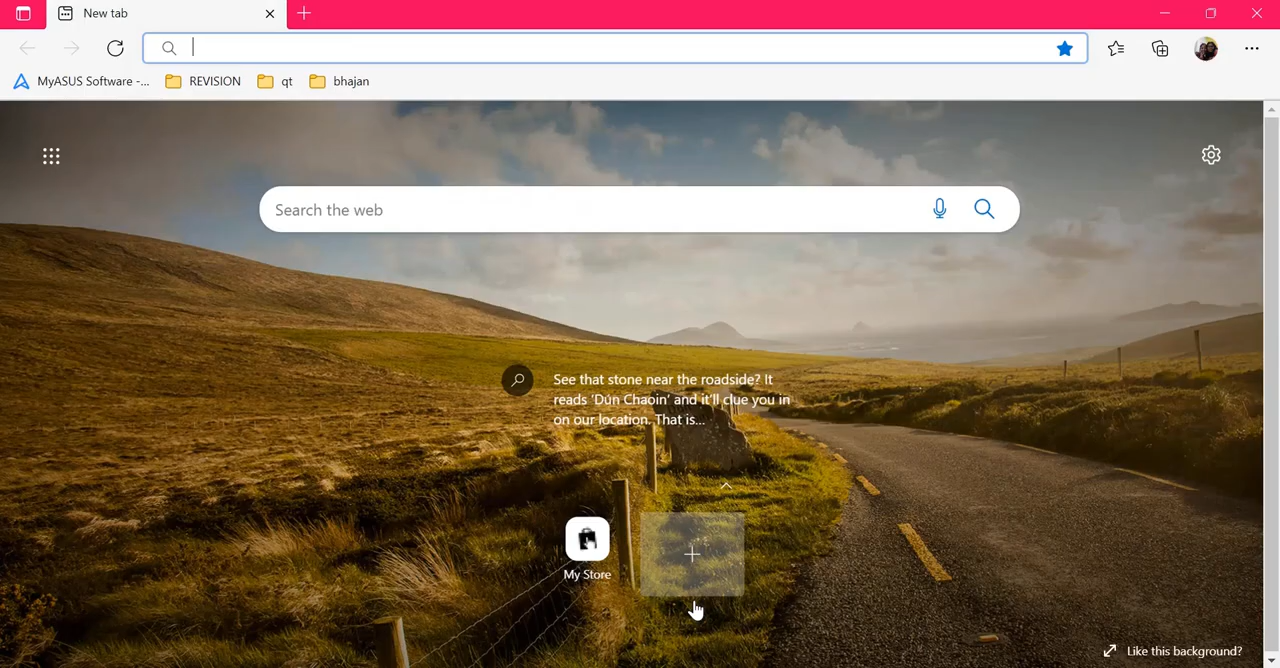 New tab
MyASUS Software -...
REVISION
qt
bhajan
Search the web
See that stone near the roadside? It
reads ‘Dún Chaoin’ and it’ll clue you in
on our location. That is...
My Store
Like this background?